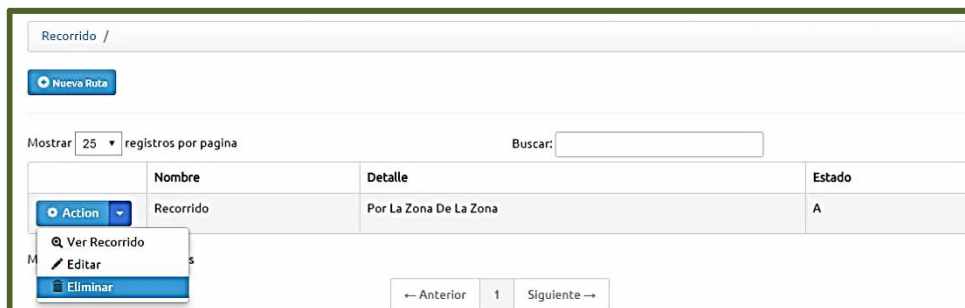 Recorrido /
Nueva Ruta
Mostrar 25 registros por pagina Buscar:
Nombre Detalle Estado
Action Recorrido Por La Zona De La Zona A
Ver Recorrido
Editar
Eliminar
← Anterior 1 Siguiente →